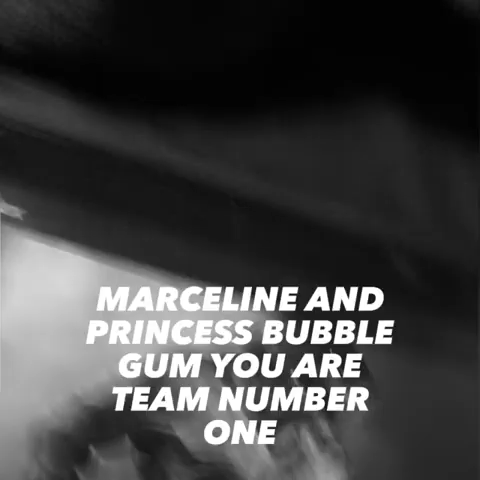 MARCELINE AND
PRINCESS BUBBLE
GUM YOU ARE
TEAM NUMBER
ONE